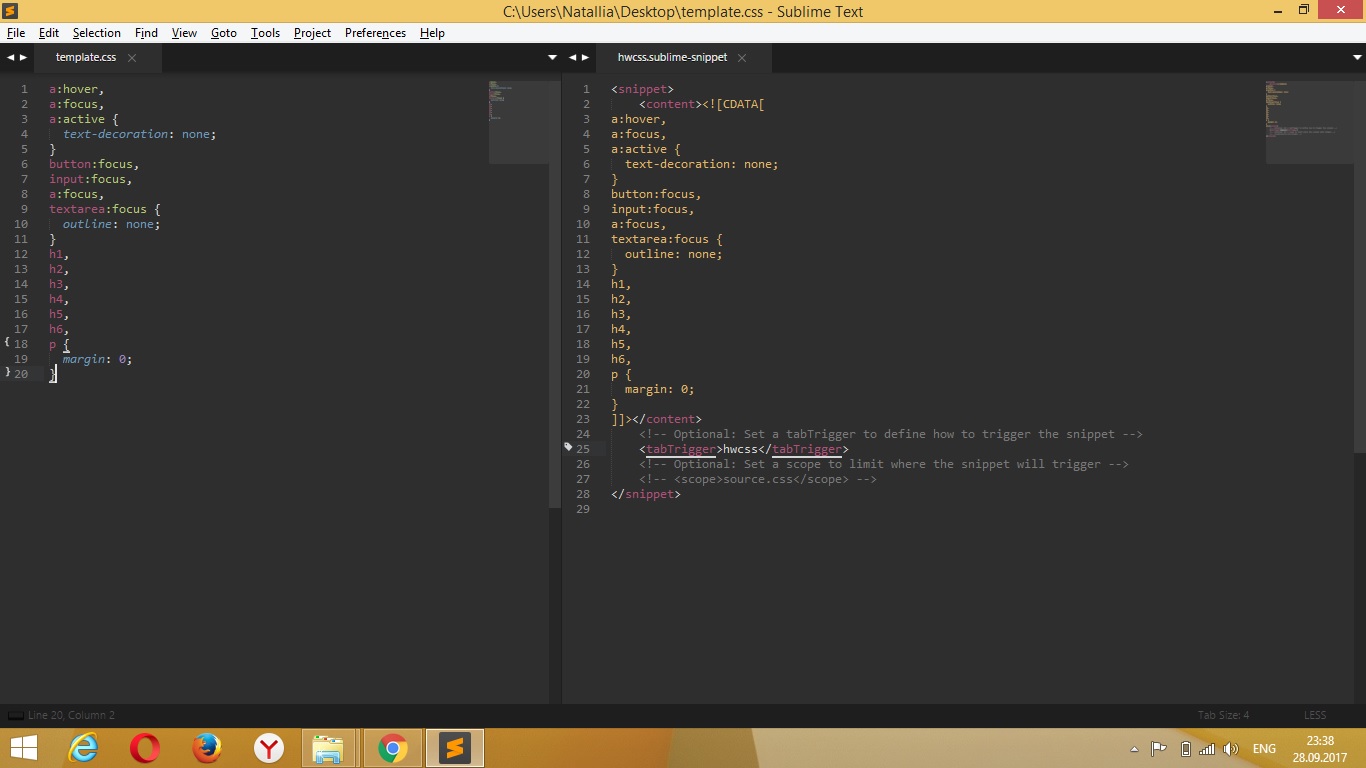 C:\Users\Natallia\Desktop\template.css - Sublime Text
File Edit Selection Find View Goto Tools Project Preferences Help
template.css
hwcss.sublime-snippet
1 a:hover,
2 a:focus,
3 a:active {
4   text-decoration: none;
5 }
6 button:focus,
7 input:focus,
8 a:focus,
9 textarea:focus {
10   outline: none;
11 }
12 h1,
13 h2,
14 h3,
15 h4,
16 h5,
17 h6,
{ 18 p {
19   margin: 0;
} 20 }
1 <snippet>
2     <content><![CDATA[
3 a:hover,
4 a:focus,
5 a:active {
6   text-decoration: none;
7 }
8 button:focus,
9 input:focus,
10 a:focus,
11 textarea:focus {
12   outline: none;
13 }
14 h1,
15 h2,
16 h3,
17 h4,
18 h5,
19 h6,
20 p {
21   margin: 0;
22 }
23 ]]></content>
24     <!-- Optional: Set a tabTrigger to define how to trigger the snippet -->
25     <tabTrigger>hwcss</tabTrigger>
26     <!-- Optional: Set a scope to limit where the snippet will trigger -->
27     <!-- <scope>source.css</scope> -->
28 </snippet>
29
Line 20, Column 2
Tab Size: 4
LESS
ENG
23:38
28.09.2017